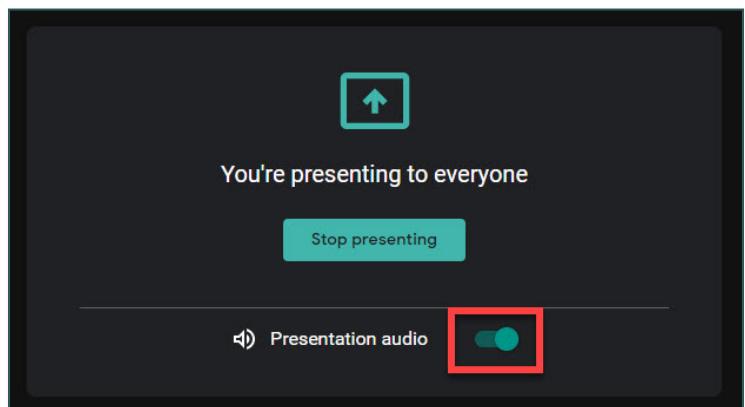 You're presenting to everyone
Stop presenting
Presentation audio